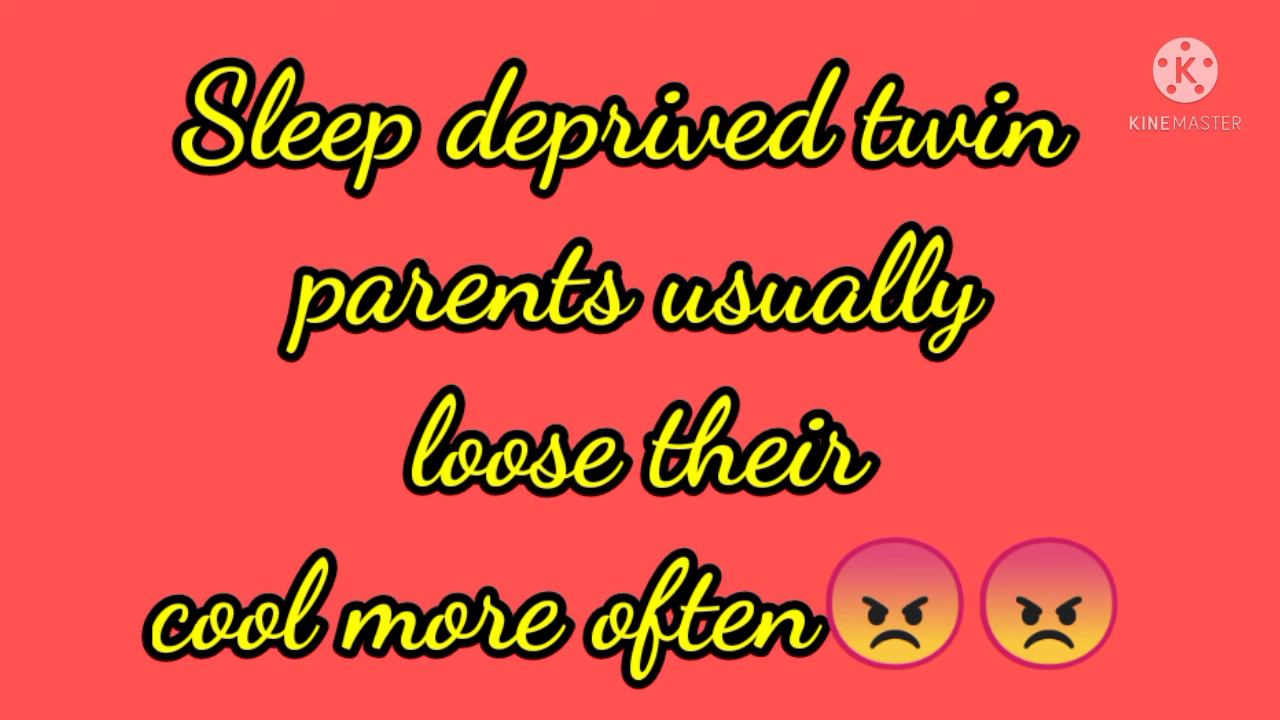 Sleep deprived twin
parents usually
loose their
cool more often😡😡
K
KINEMASTER